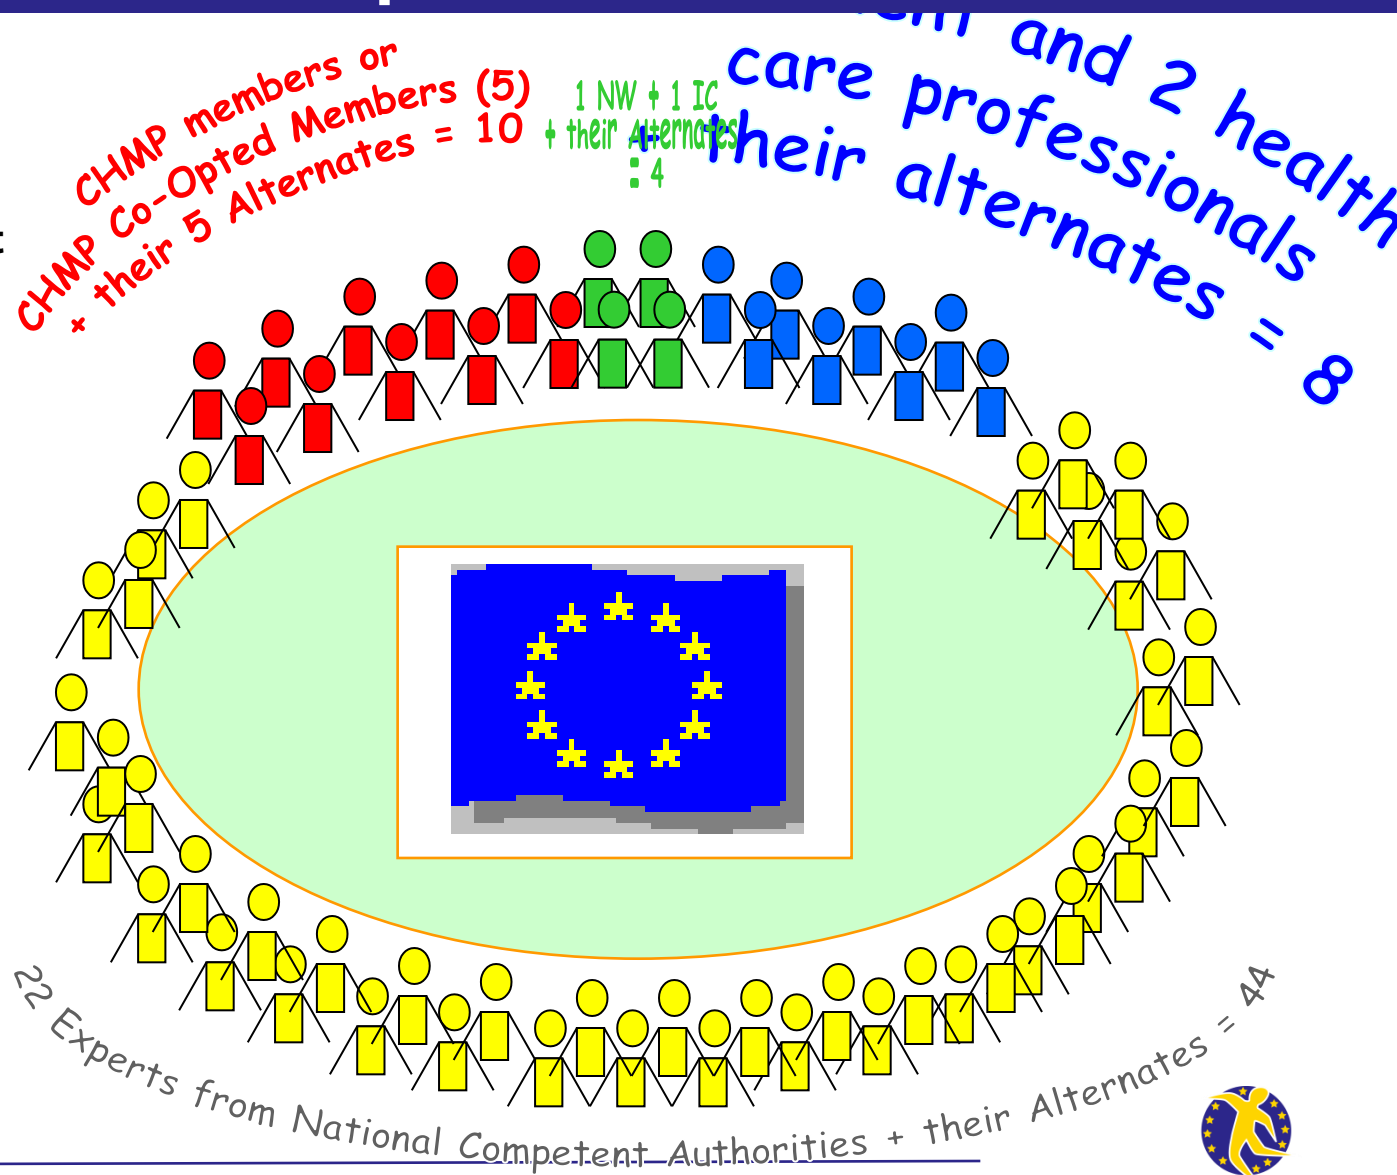 CHMP members or
CHMP Co-Opted Members (5)
+ their 5 Alternates = 10
1 NW + 1 IC
+ their Alternates
: 4
and 2 health
care professionals
+ their alternates = 8
22 Experts from National Competent Authorities + their Alternates = 44